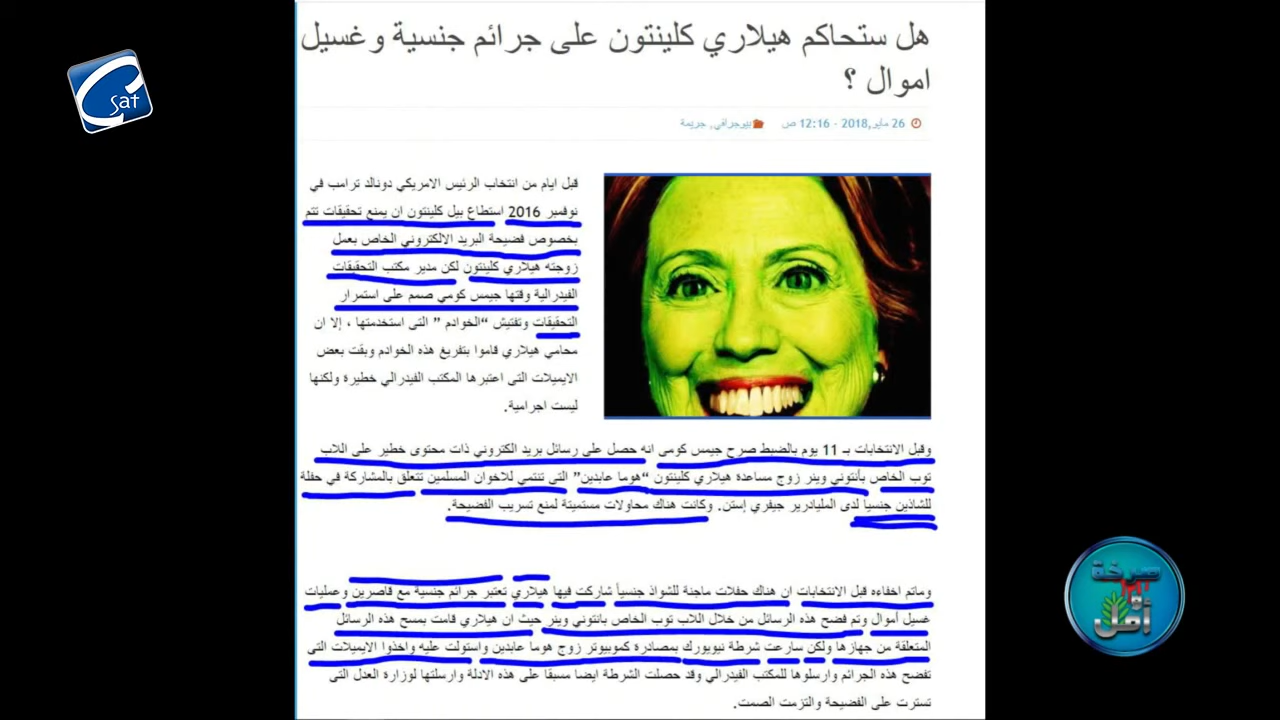 هل ستحاكم هيلاري كلينتون على جرائم جنسية وغسيل
اموال ؟
26 مايو,2018 - 12:16 ص
بيوجرافي, جريمة
قبل ايام من انتخاب الرئيس الامريكي دونالد ترامب في
نوفمبر 2016 استطاع بيل كلينتون ان يمنع تحقيقات تتم
بخصوص فضيحة البريد الالكتروني الخاص بعمل
زوجته هيلاري كلينتون لكن مدير مكتب التحقيقات
الفيدرالية وقتها جيمس كومي صمم على استمرار
التحقيقات وتفتيش “الخوادم ” التى استخدمتها ، إلا ان
محامي هيلاري قاموا بتفريغ هذه الخوادم وبقت بعض
الايميلات التى اعتبرها المكتب الفيدرالي خطيرة ولكنها
ليست اجرامية.
وقبل الانتخابات بـ 11 يوم بالضبط صرح جيمس كومى انه حصل على رسائل بريد الكتروني ذات محتوى خطير على اللاب
توب الخاص بأنتوني وينر زوج مساعدة هيلاري كلينتون “هوما عابدين” التى تنتمي للاخوان المسلمين تتعلق بالمشاركة في حفلة
للشاذين جنسيا لدى المليادرير جيفري إستن. وكانت هناك محاولات مستميتة لمنع تسريب الفضيحة.
وماتم اخفاءه قبل الانتخابات ان هناك حفلات ماجنة للشواذ جنسياً شاركت فيها هيلاري تعتبر جرائم جنسية مع قاصرين وعمليات
غسيل أموال وتم فضح هذه الرسائل من خلال اللاب توب الخاص بانتوني وينر حيث ان هيلاري قامت بمسح هذه الرسائل
المتعلقة من جهازها ولكن سارعت شرطة نيويورك بمصادرة كموبيوتر زوج هوما عابدين واستولت عليه واخذوا الايميلات التى
تفضح هذه الجرائم وارسلوها للمكتب الفيدرالي وقد حصلت الشرطة ايضا مسبقا على هذه الادلة وارسلتها لوزارة العدل التى
تسترت على الفضيحة والتزمت الصمت.
C Sat
صرخة
أمل